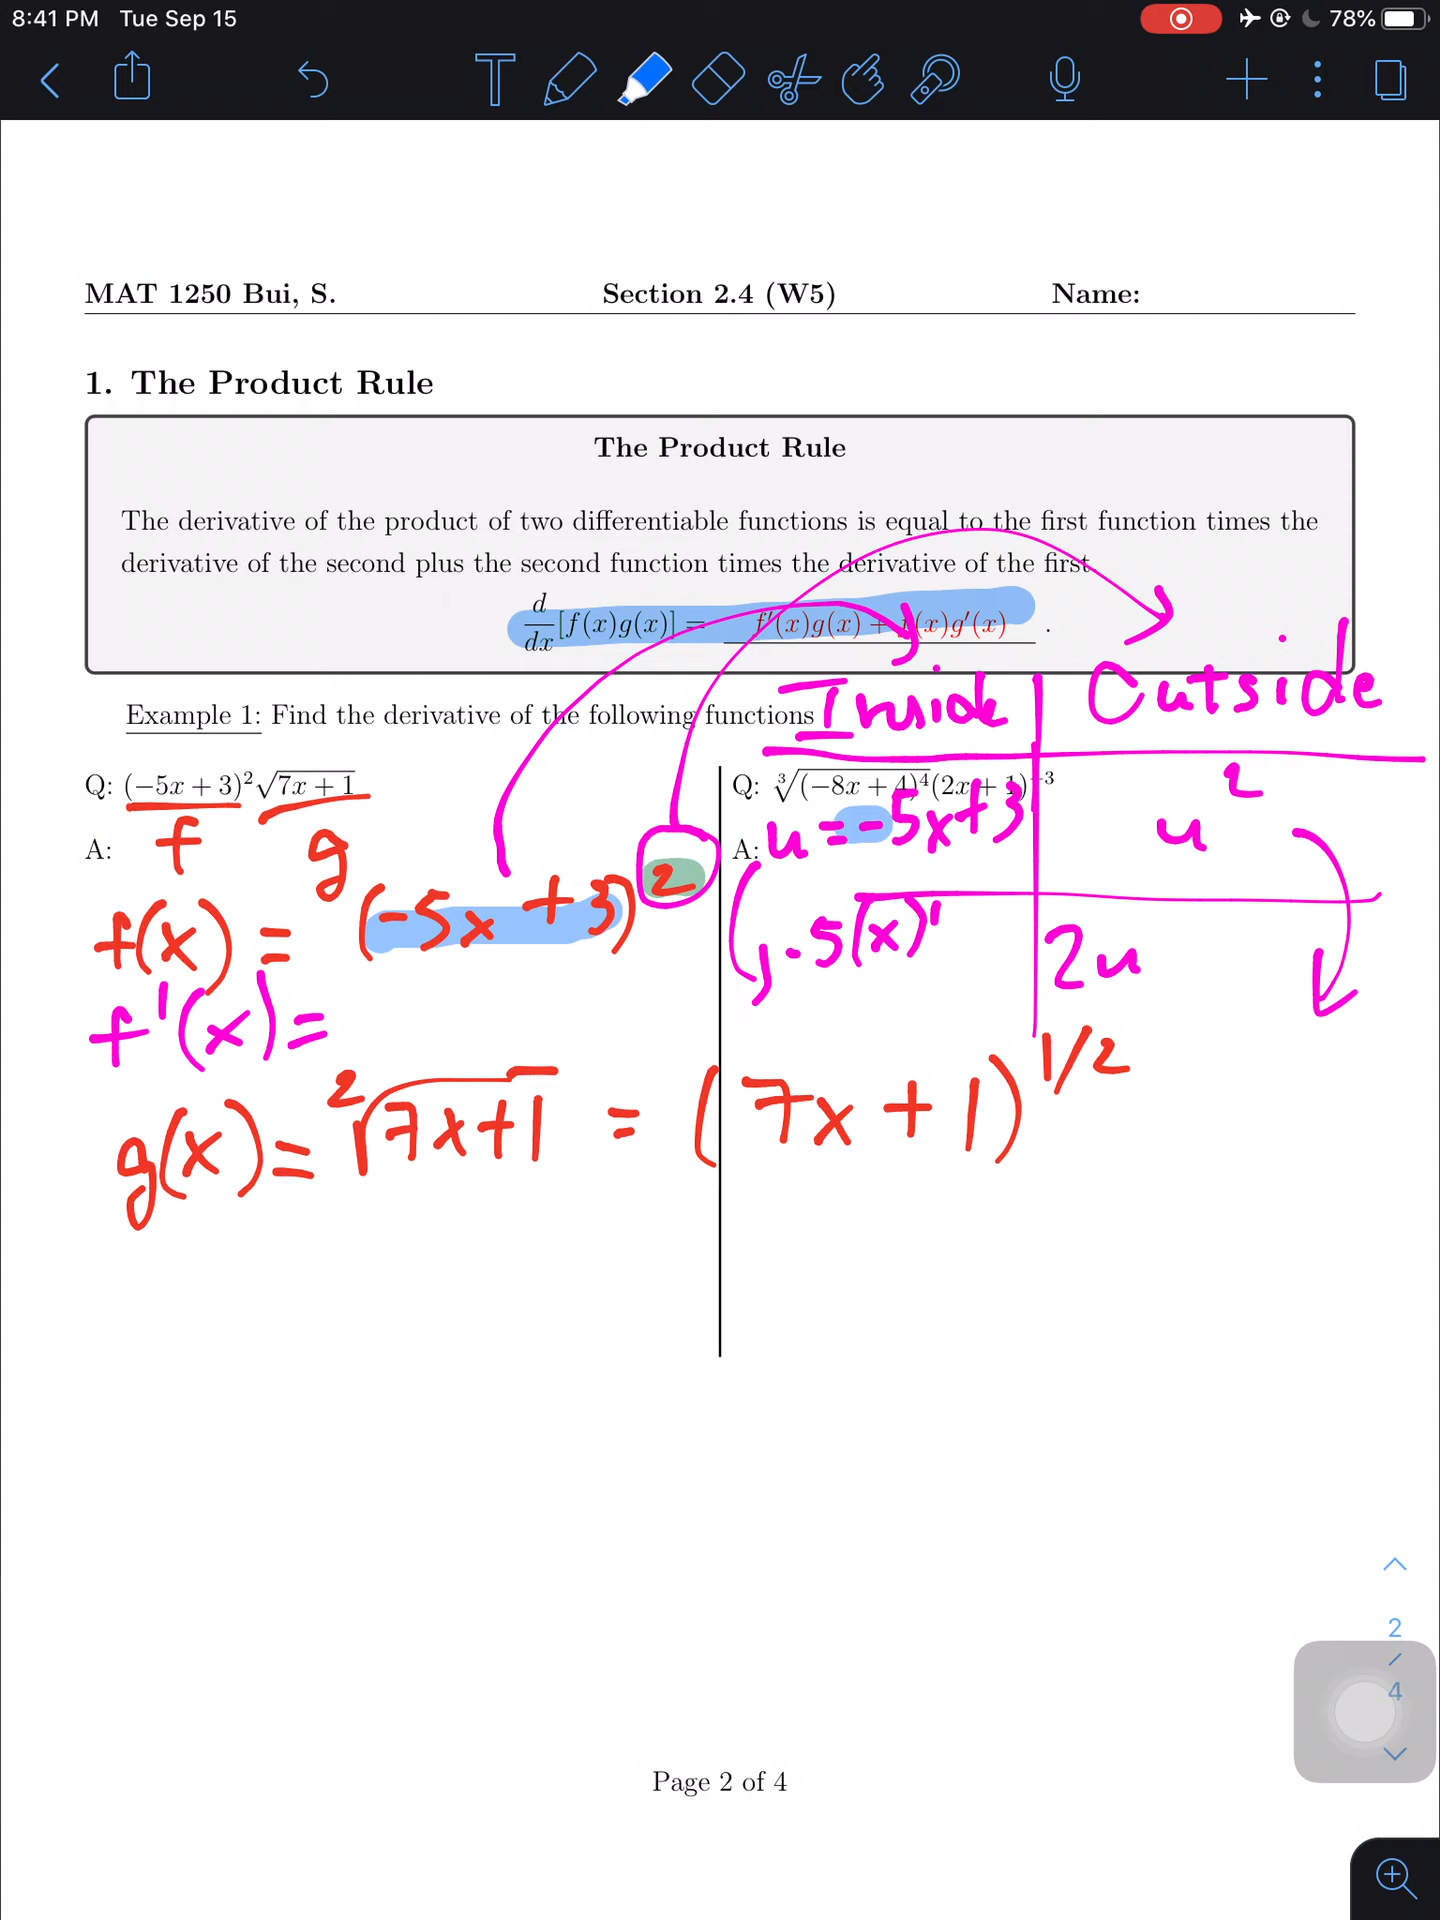 8:41 PM Tue Sep 15 78%
MAT 1250 Bui, S. Section 2.4 (W5) Name:
1. The Product Rule
The Product Rule
The derivative of the product of two differentiable functions is equal to the first function times the
derivative of the second plus the second function times the derivative of the first.
d/dx [f(x)g(x)] = f′(x)g(x) + f(x)g′(x) .
Example 1: Find the derivative of the following functions
Inside Outside
Q: (−5x + 3)²√(7x + 1)
f g
A:
f(x) = (-5x + 3)²
f'(x) =
g(x) = ²√(7x+1) = (7x + 1)^1/2
Q: ∛((−8x + 4)⁴)(2x + 1)⁻³
A: u = -5x+3 u²
-5(x)' 2u
2
/
4
Page 2 of 4